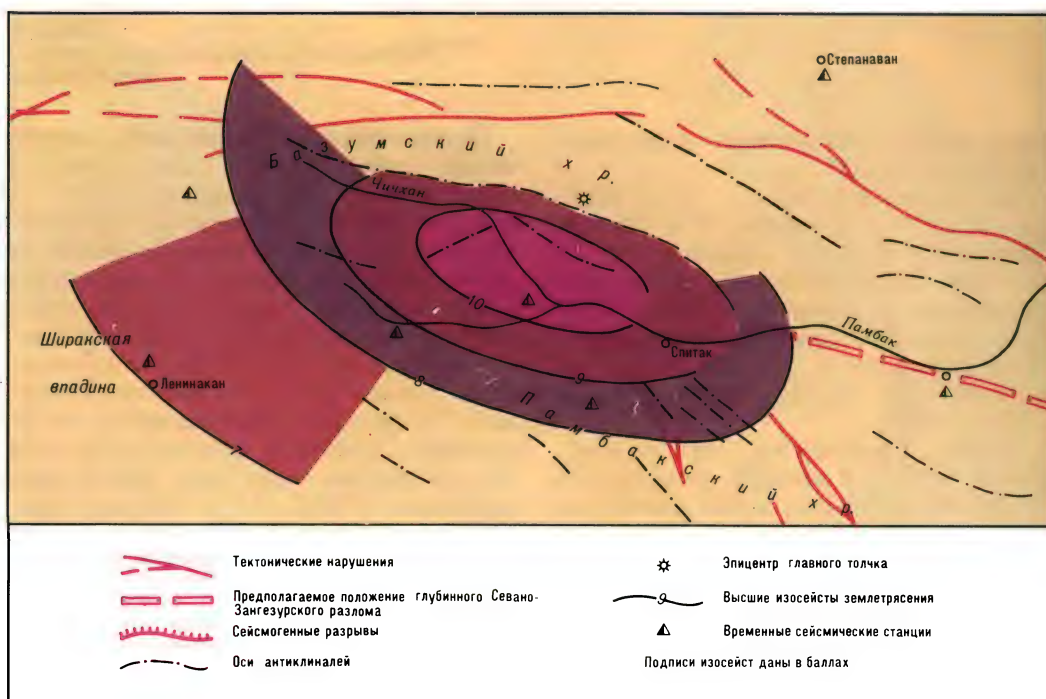 Степанаван
Базумский хр.
Чичхан
10
Памбак
Ширакская
впадина
Спитак
Ленинакан
9
8
Памбакский хр.
7
Тектонические нарушения
Предполагаемое положение глубинного Севано-
Зангезурского разлома
Сейсмогенные разрывы
Оси антиклиналей
Эпицентр главного толчка
9
Высшие изосейсты землетрясения
Временные сейсмические станции
Подписи изосейст даны в баллах